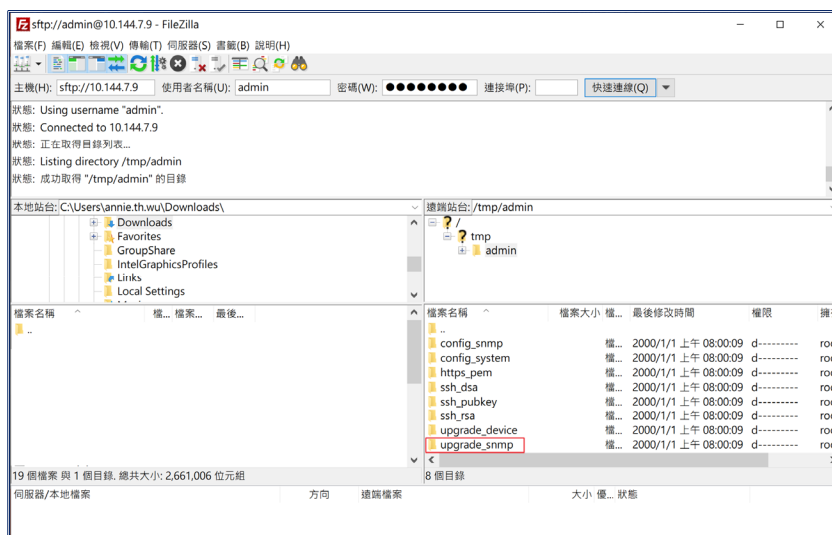 sftp://admin@10.144.7.9 - FileZilla
檔案(F) 編輯(E) 檢視(V) 傳輸(T) 伺服器(S) 書籤(B) 說明(H)
主機(H): sftp://10.144.7.9 使用者名稱(U): admin 密碼(W): ●●●●●●●● 連接埠(P): 快速連線(Q)
狀態: Using username "admin".
狀態: Connected to 10.144.7.9
狀態: 正在取得目錄列表...
狀態: Listing directory /tmp/admin
狀態: 成功取得 "/tmp/admin" 的目錄
本地站台: C:\Users\annie.th.wu\Downloads\
Downloads
Favorites
GroupShare
IntelGraphicsProfiles
Links
Local Settings
遠端站台: /tmp/admin
/
tmp
admin
檔案名稱 檔... 檔案... 最後...
..
19 個檔案 與 1 個目錄. 總共大小: 2,661,006 位元組
檔案名稱 檔案大小 檔... 最後修改時間 權限
..
config_snmp 檔... 2000/1/1 上午 08:00:09 d--------- roo
config_system 檔... 2000/1/1 上午 08:00:09 d--------- roo
https_pem 檔... 2000/1/1 上午 08:00:09 d--------- roo
ssh_dsa 檔... 2000/1/1 上午 08:00:09 d--------- roo
ssh_pubkey 檔... 2000/1/1 上午 08:00:09 d--------- roo
ssh_rsa 檔... 2000/1/1 上午 08:00:09 d--------- roo
upgrade_device 檔... 2000/1/1 上午 08:00:09 d--------- roo
upgrade_snmp 檔... 2000/1/1 上午 08:00:09 d--------- roo
8 個目錄
伺服器/本地檔案 方向 遠端檔案 大小 優... 狀態